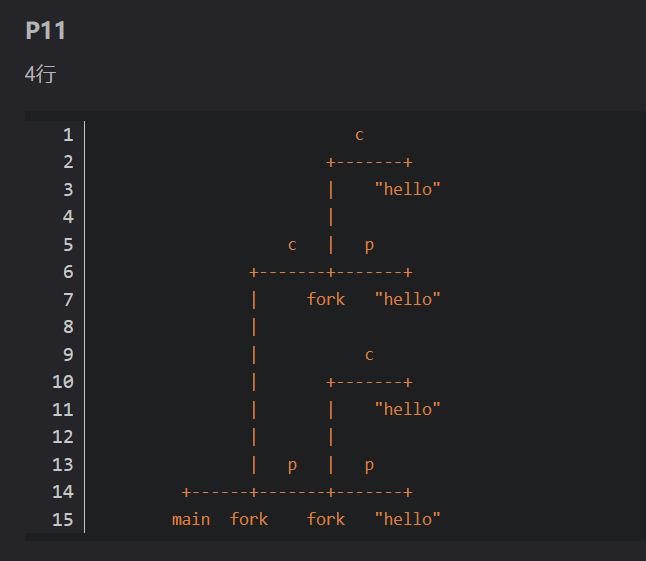 P11
4行
1                             c
2                          +-------+
3                          |    "hello"
4                          |
5                      c   |   p
6                  +-------+-------+
7                  |     fork   "hello"
8                  |
9                  |           c
10                 |       +-------+
11                 |       |    "hello"
12                 |       |
13                 |   p   |   p
14          +------+-------+-------+
15         main  fork    fork   "hello"